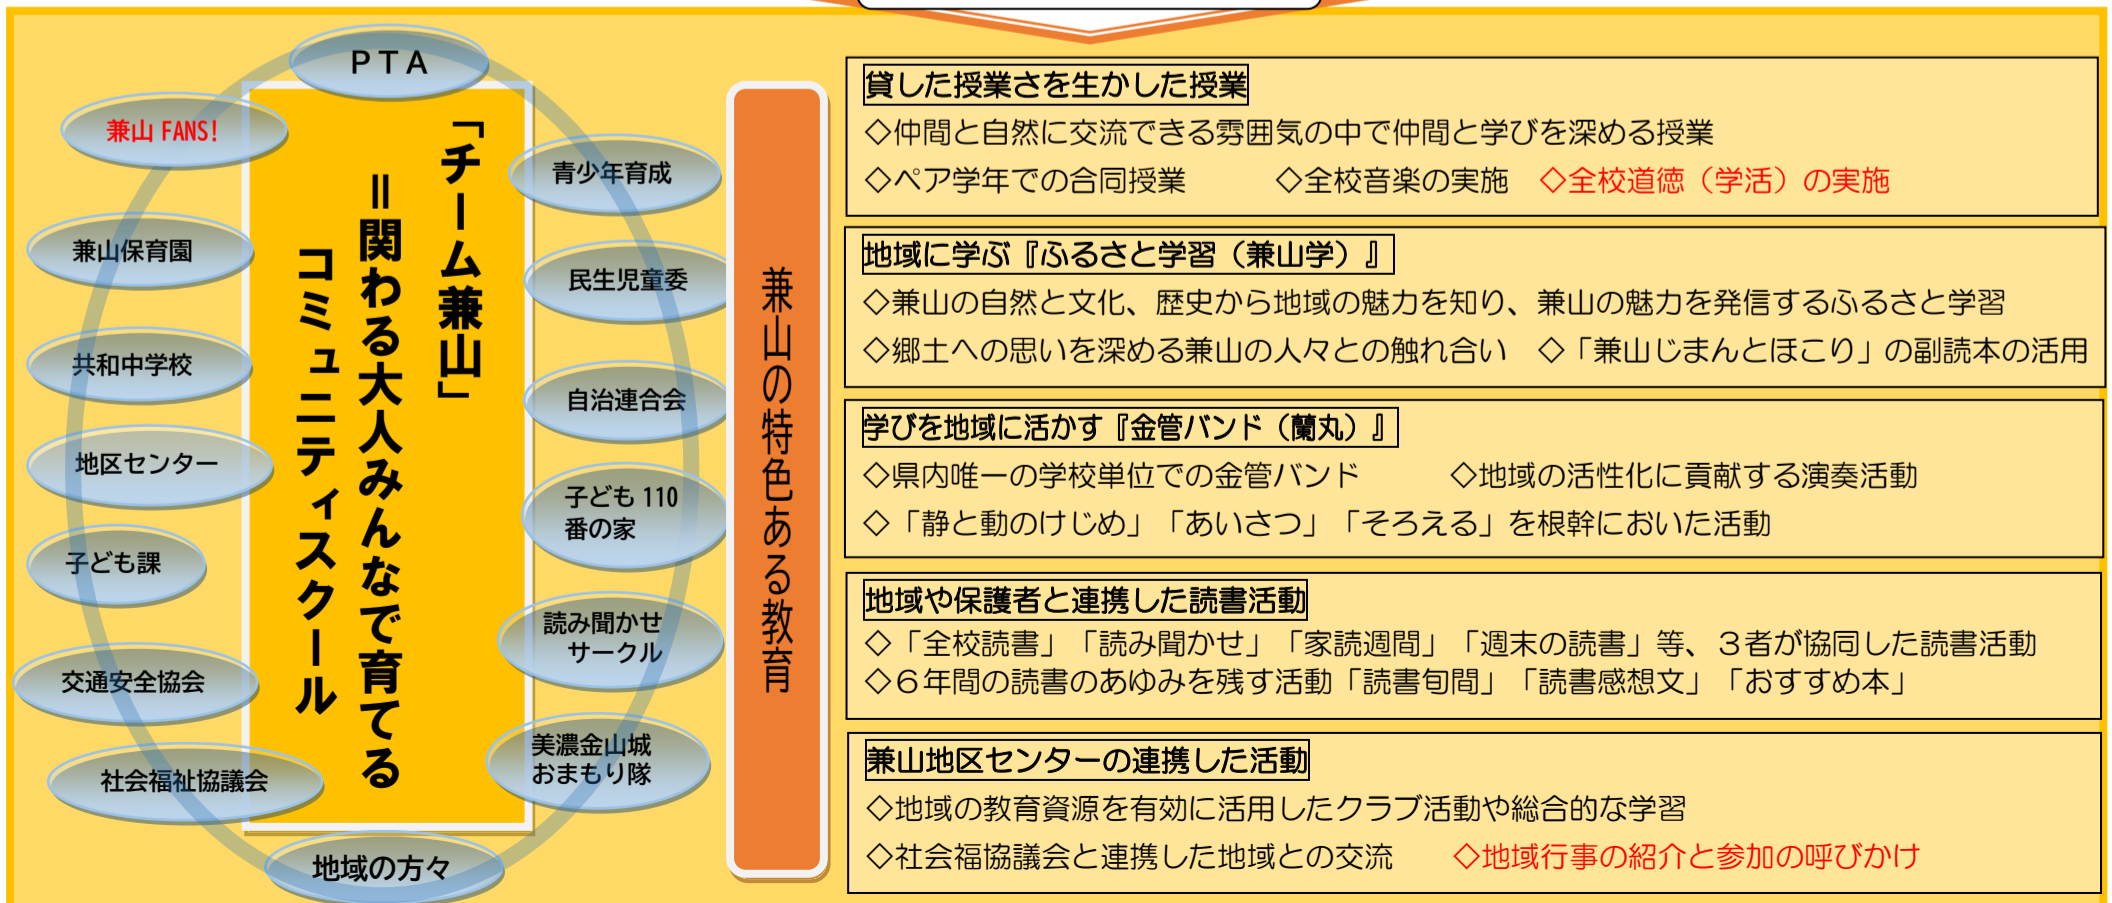 PTA
兼山 FANS!
兼山保育園
共和中学校
地区センター
子ども課
交通安全協会
社会福祉協議会
地域の方々
「チーム兼山」
=関わる大人みんなで育てる
コミュニティスクール
青少年育成
民生児童委
自治連合会
子ども 110
番の家
読み聞かせ
サークル
美濃金山城
おまもり隊
兼山の特色ある教育
貸した授業さを生かした授業
◇仲間と自然に交流できる雰囲気の中で仲間と学びを深める授業
◇ペア学年での合同授業 ◇全校音楽の実施 ◇全校道徳（学活）の実施
地域に学ぶ『ふるさと学習（兼山学）』
◇兼山の自然と文化、歴史から地域の魅力を知り、兼山の魅力を発信するふるさと学習
◇郷土への思いを深める兼山の人々との触れ合い ◇「兼山じまんとほこり」の副読本の活用
学びを地域に活かす『金管バンド（蘭丸）』
◇県内唯一の学校単位での金管バンド ◇地域の活性化に貢献する演奏活動
◇「静と動のけじめ」「あいさつ」「そろえる」を根幹においた活動
地域や保護者と連携した読書活動
◇「全校読書」「読み聞かせ」「家読週間」「週末の読書」等、３者が協同した読書活動
◇６年間の読書のあゆみを残す活動「読書旬間」「読書感想文」「おすすめ本」
兼山地区センターの連携した活動
◇地域の教育資源を有効に活用したクラブ活動や総合的な学習
◇社会福協議会と連携した地域との交流 ◇地域行事の紹介と参加の呼びかけ